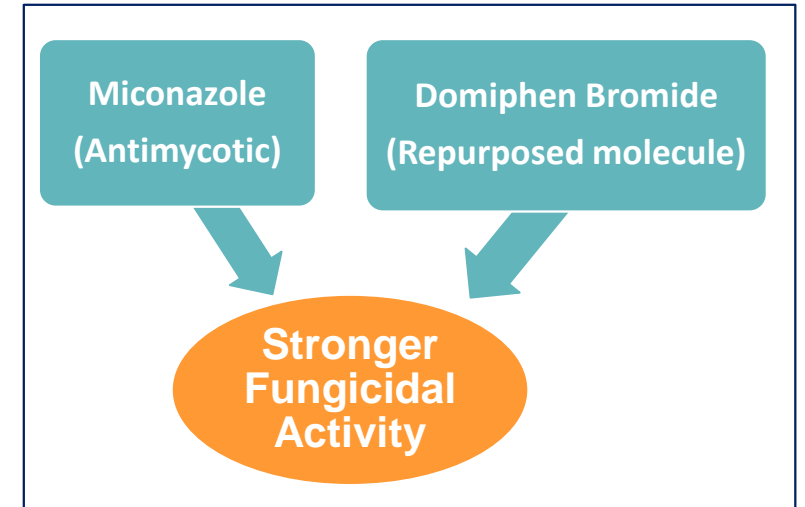 Miconazole
(Antimycotic)
Domiphen Bromide
(Repurposed molecule)
Stronger
Fungicidal
Activity